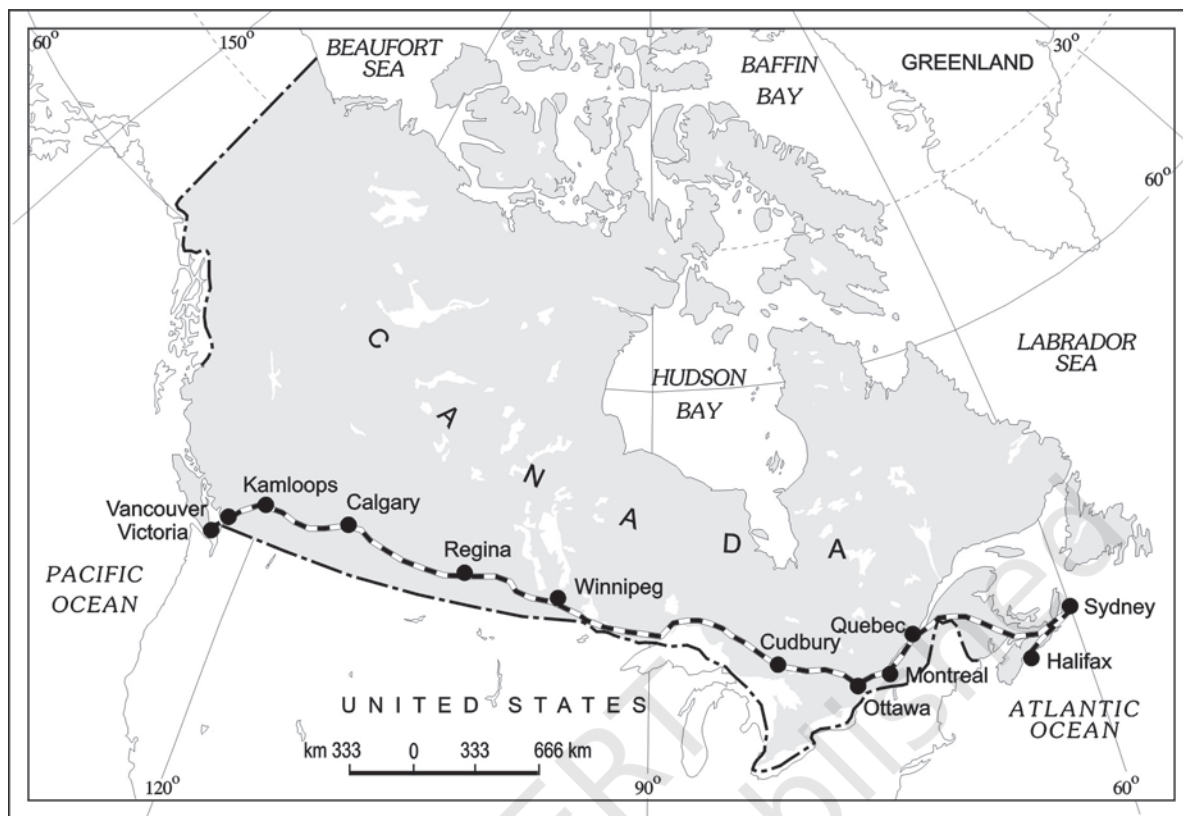 60°
150°
BEAUFORT
SEA
BAFFIN
BAY
GREENLAND
30°
60°
LABRADOR
SEA
HUDSON
BAY
C A N A D A
Kamloops
Vancouver
Victoria
Calgary
Regina
Winnipeg
PACIFIC
OCEAN
Cudbury
Quebec
Sydney
Halifax
Montreal
Ottawa
ATLANTIC
OCEAN
UNITED STATES
km 333 0 333 666 km
120°
90°
60°